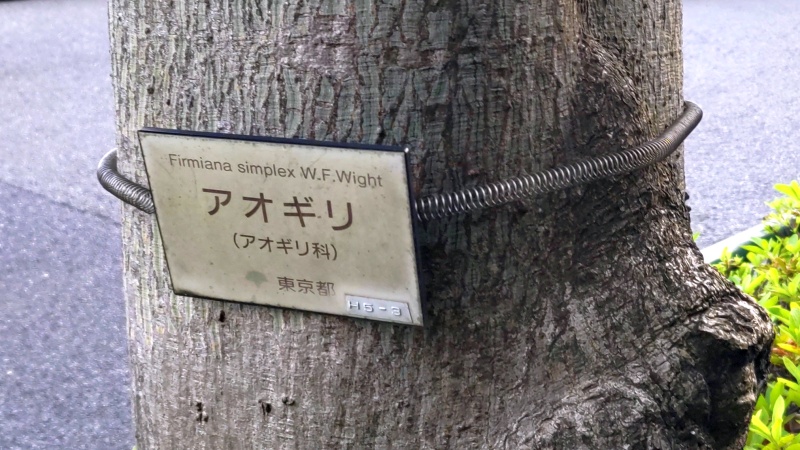 Firmiana simplex W.F.Wight
アオギリ
（アオギリ科）
東京都
H5-3